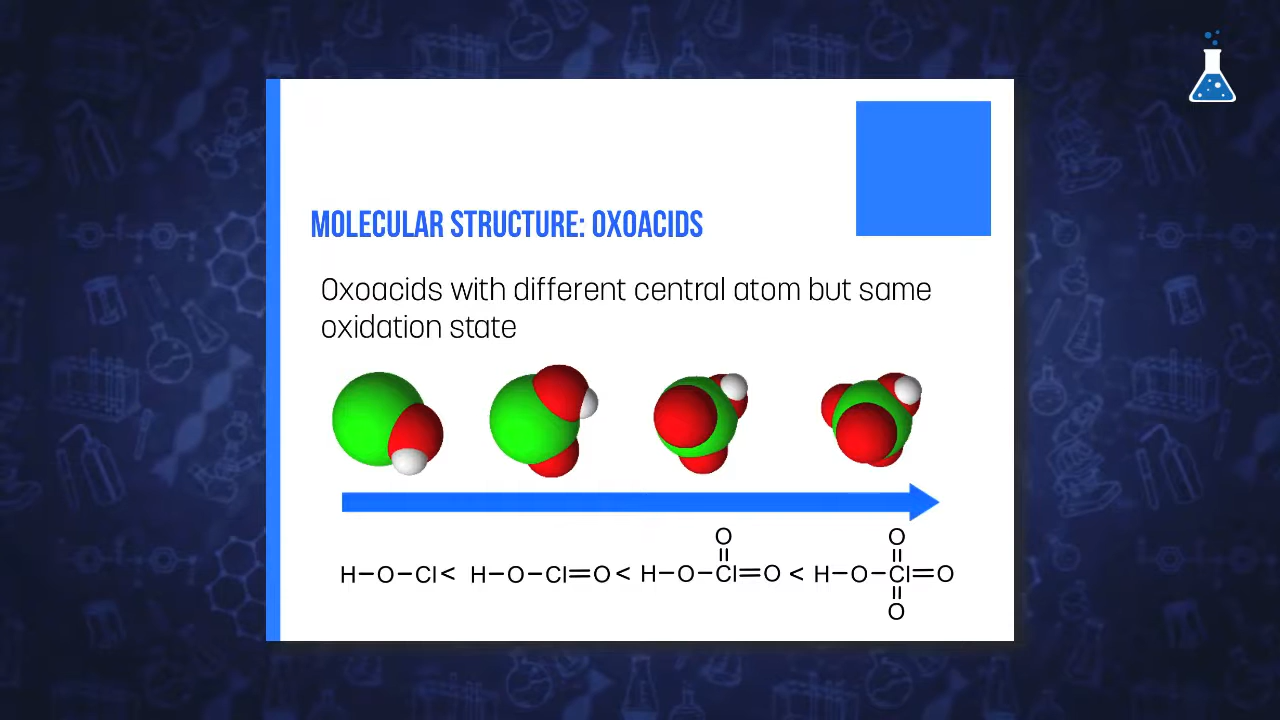 MOLECULAR STRUCTURE: OXOACIDS
Oxoacids with different central atom but same
oxidation state
O O
H–O–Cl < H–O–Cl=O < H–O–Cl=O < H–O–Cl=O
O